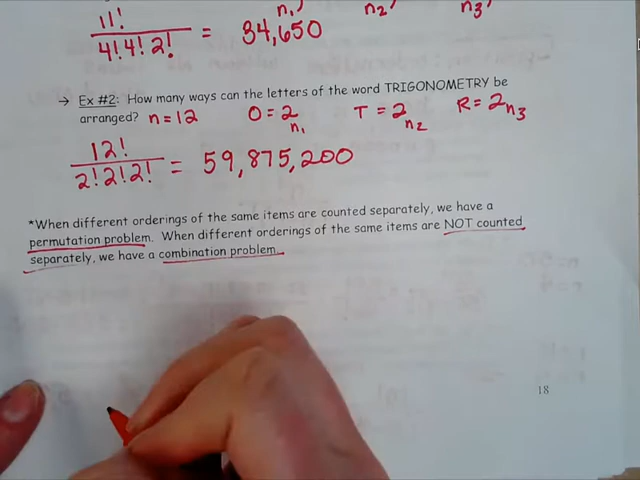 11! n₁, n₂, n₃,
4!4!2! = 34,650
→ Ex #2: How many ways can the letters of the word TRIGONOMETRY be
arranged? n=12 O=2 n₁ T=2 n₂ R=2 n₃
12!
2!2!2! = 59,875,200
*When different orderings of the same items are counted separately, we have a
permutation problem. When different orderings of the same items are NOT counted
separately, we have a combination problem.
18